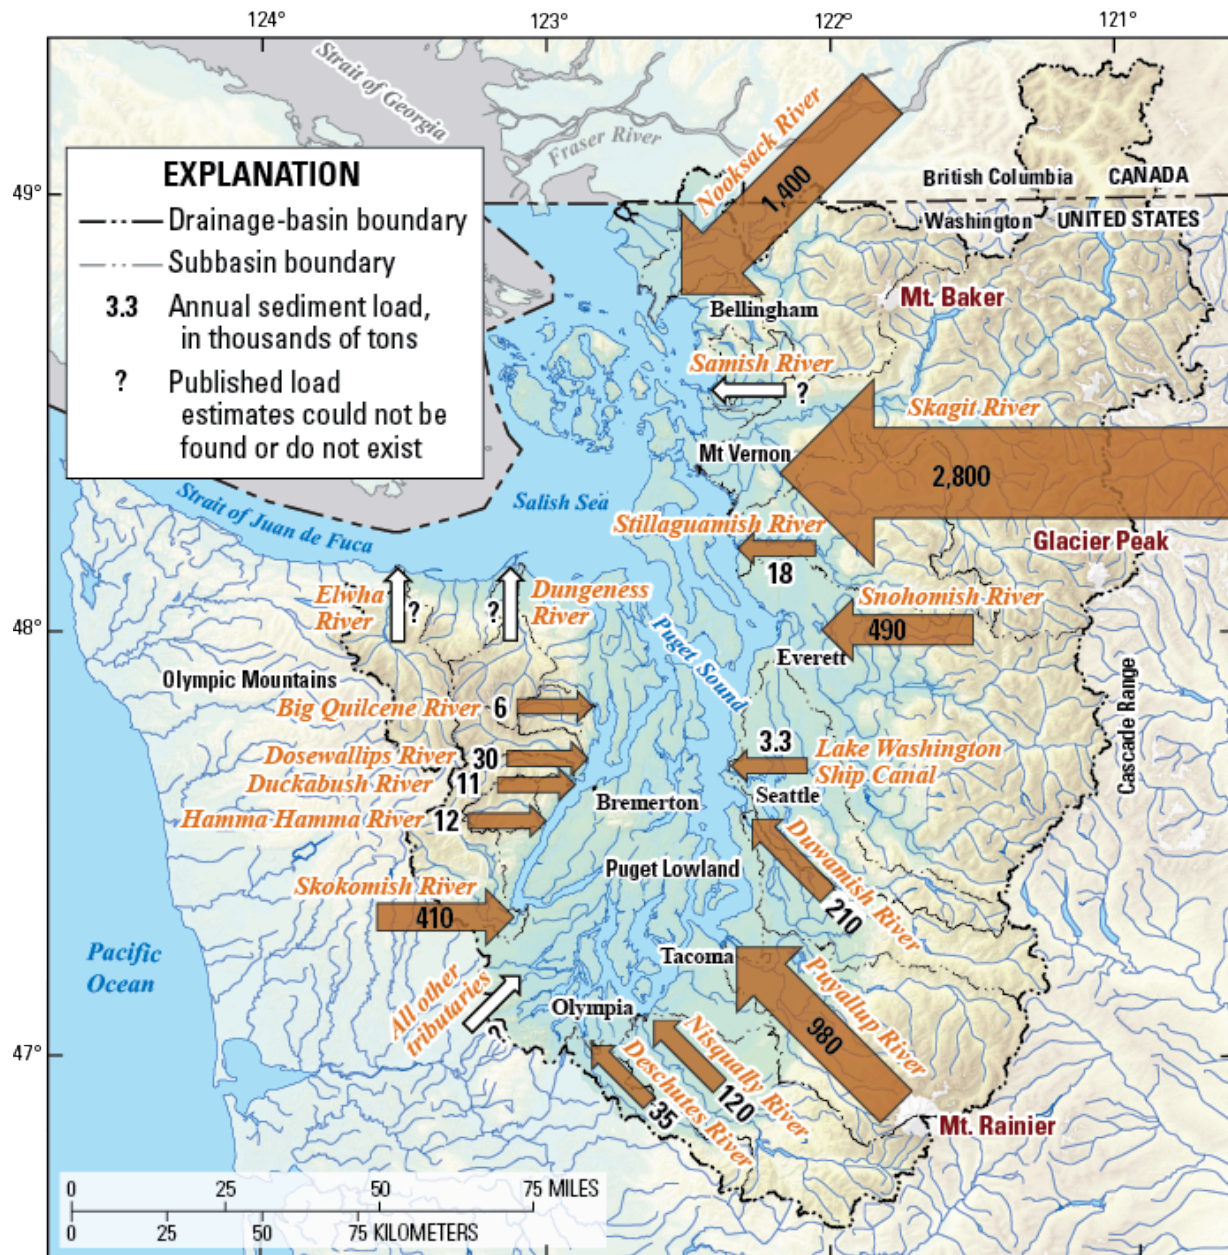 124°
123°
122°
121°
Strait of Georgia
Fraser River
Nooksack River
1,400
49°
British Columbia
CANADA
Washington
UNITED STATES
EXPLANATION
Drainage-basin boundary
Subbasin boundary
3.3 Annual sediment load,
in thousands of tons
? Published load
estimates could not be
found or do not exist
Mt. Baker
Bellingham
Samish River
?
Skagit River
Mt Vernon
2,800
Strait of Juan de Fuca
Salish Sea
Stillaguamish River
18
Glacier Peak
Elwha
River
?
?
Dungeness
River
Snohomish River
490
48°
Puget Sound
Everett
Olympic Mountains
Big Quilcene River
6
Cascade Range
3.3
Lake Washington
Ship Canal
Dosewallips River
30
Duckabush River
11
Seattle
Bremerton
Hamma Hamma River
12
Duwamish River
210
Puget Lowland
Skokomish River
410
Pacific
Ocean
Tacoma
Puyallup River
980
All other
tributaries
?
Olympia
47°
Nisqually River
120
Deschutes River
35
Mt. Rainier
0 25 50 75 MILES
0 25 50 75 KILOMETERS